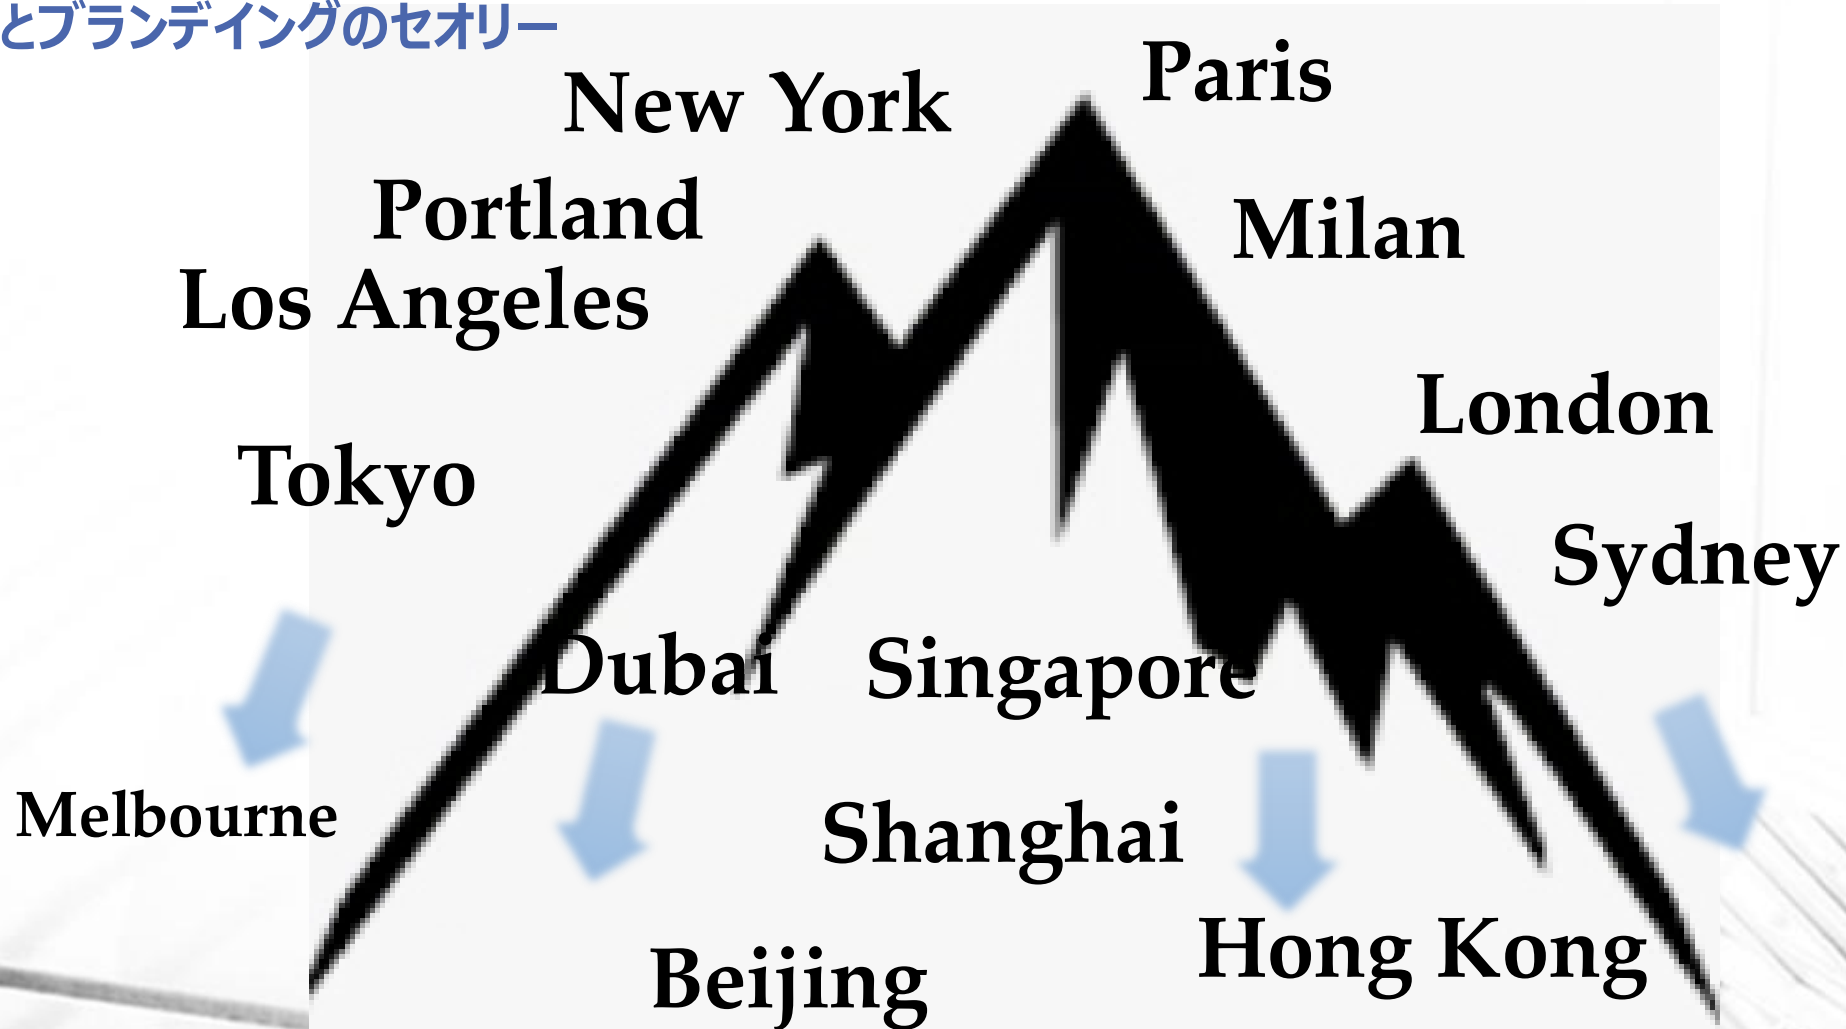 とブランデイングのセオリー
Paris
New York
Portland
Milan
Los Angeles
London
Tokyo
Sydney
Dubai
Singapore
Melbourne
Shanghai
Hong Kong
Beijing